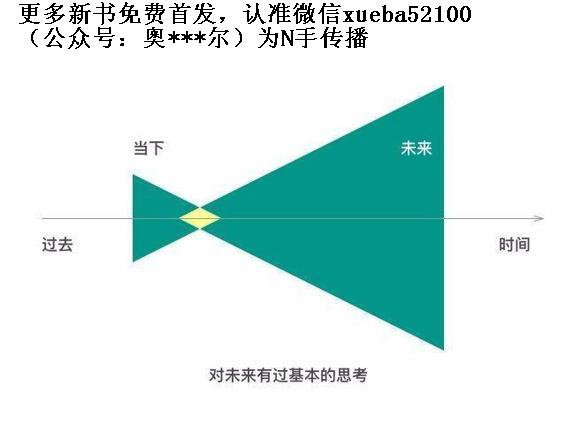 更多新书免费首发，认准微信xueba52100
（公众号：奥***尔）为N手传播
当下
未来
过去
时间
对未来有过基本的思考